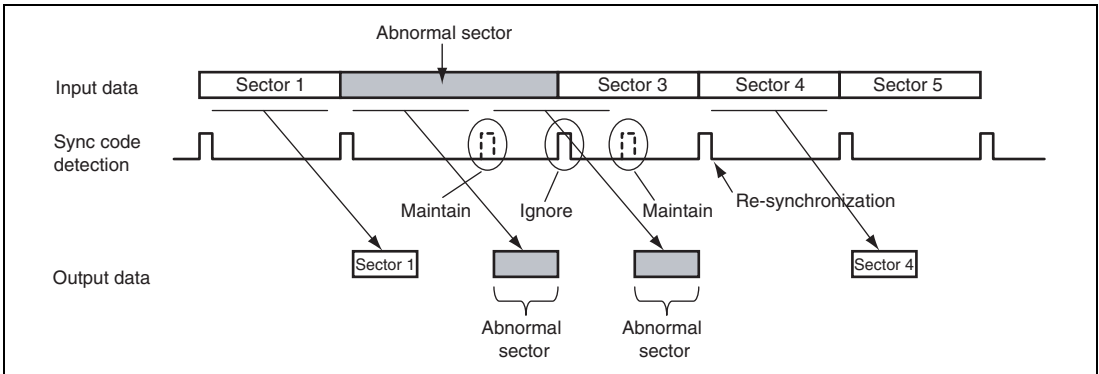 Abnormal sector
Input data
Sector 1
Sector 3
Sector 4
Sector 5
Sync code
detection
Maintain
Ignore
Maintain
Re-synchronization
Output data
Sector 1
Sector 4
Abnormal
sector
Abnormal
sector